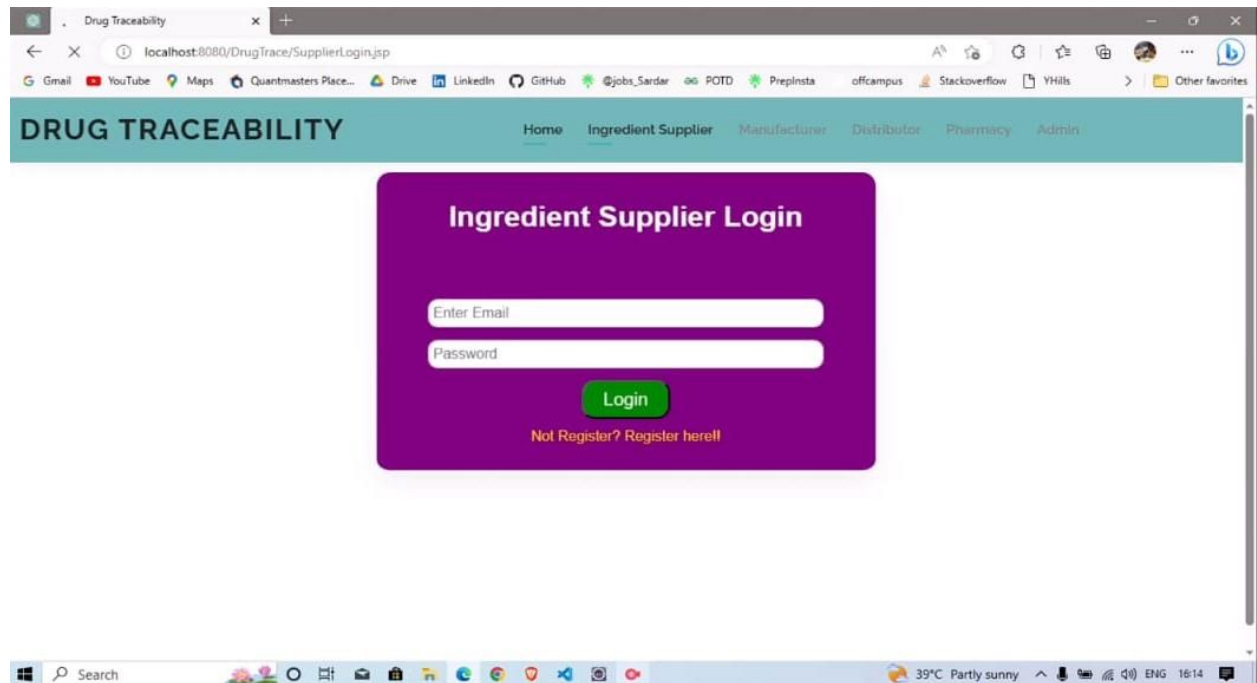 Drug Traceability
localhost:8080/DrugTrace/SupplierLogin.jsp
Gmail YouTube Maps Quantmasters Place... Drive LinkedIn GitHub @jobs_Sardar POTD PrepInsta offcampus Stackoverflow YHills Other favorites
DRUG TRACEABILITY
Home Ingredient Supplier Manufacturer Distributor Pharmacy Admin
Ingredient Supplier Login
Enter Email
Password
Login
Not Register? Register here!!
Search 39°C Partly sunny ENG 16:14